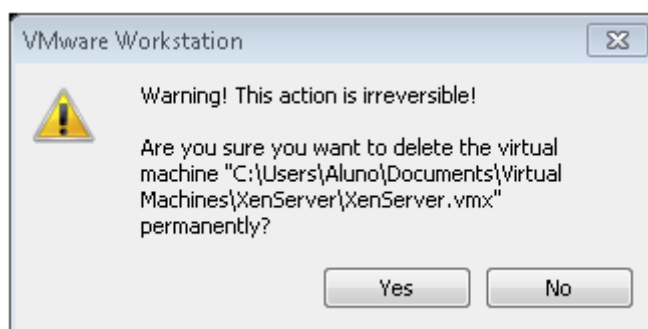 VMware Workstation
Warning! This action is irreversible!
Are you sure you want to delete the virtual
machine "C:\Users\Aluno\Documents\Virtual
Machines\XenServer\XenServer.vmx"
permanently?
Yes
No